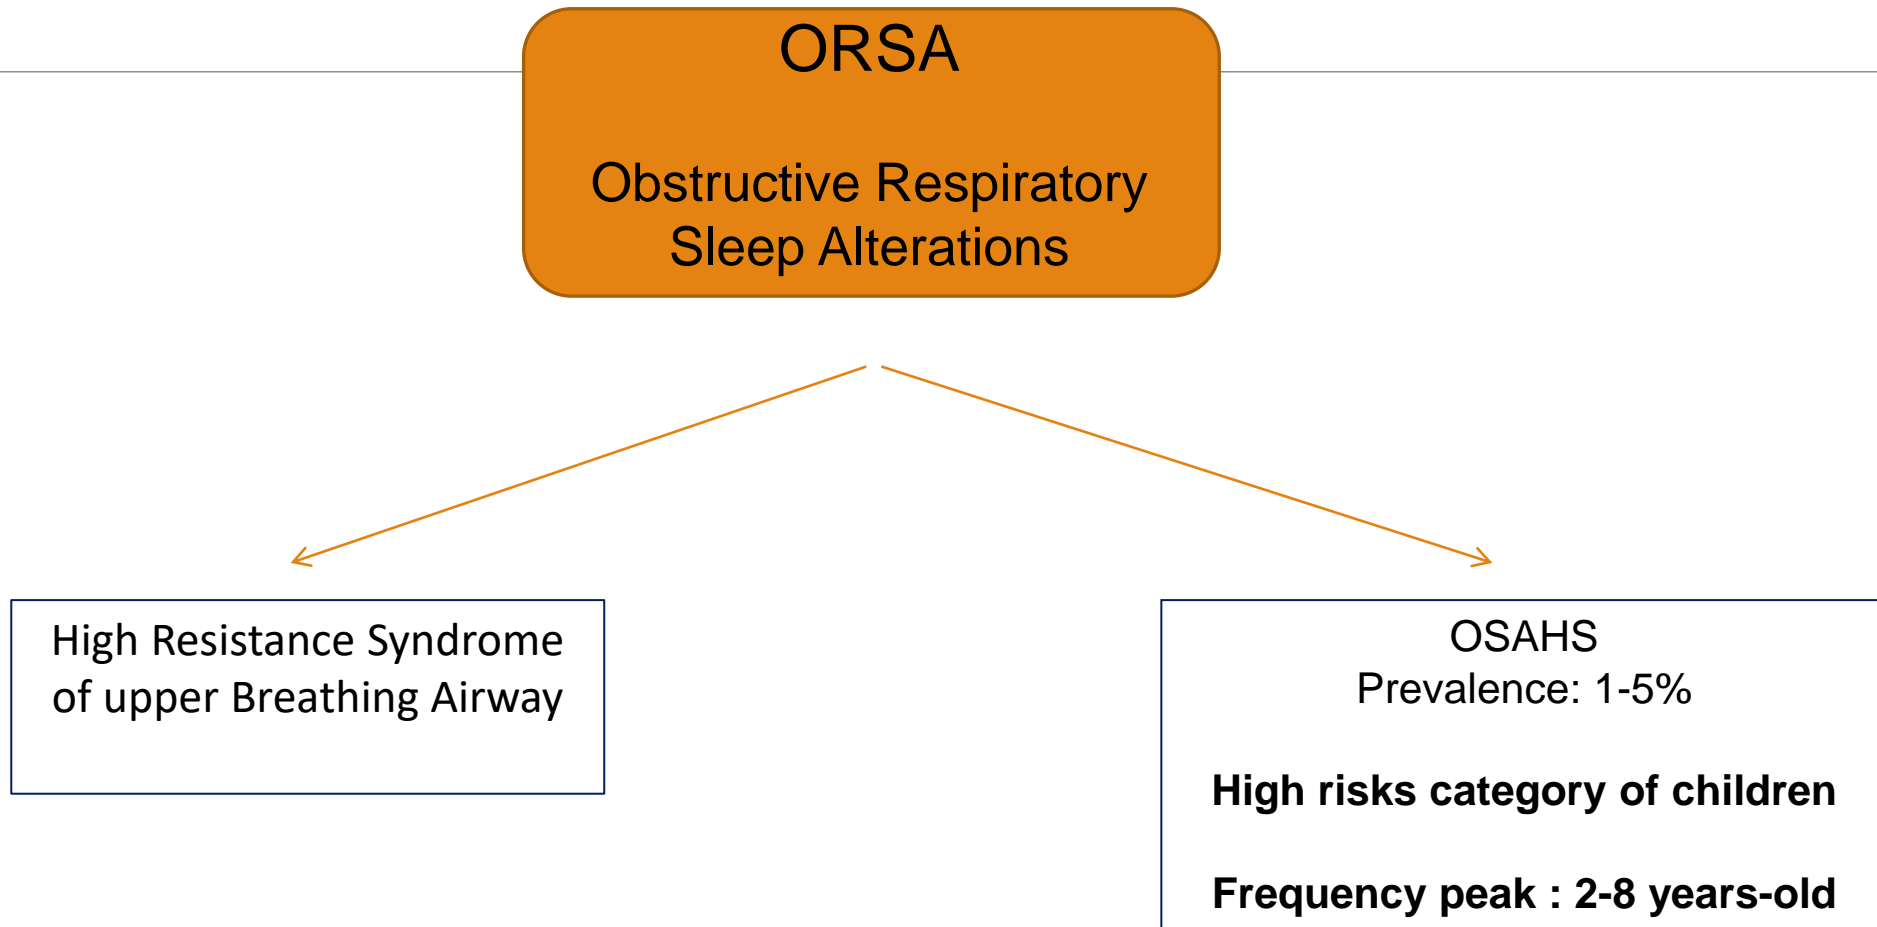 ORSA
Obstructive Respiratory
Sleep Alterations
High Resistance Syndrome
of upper Breathing Airway
OSAHS
Prevalence: 1-5%
High risks category of children
Frequency peak : 2-8 years-old